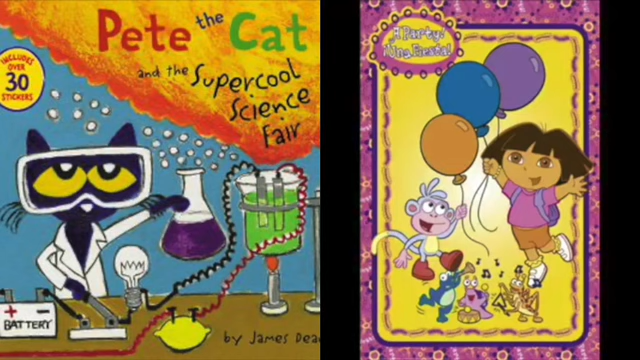 Pete the Cat
and the Supercool
Science
Fair
INCLUDES
OVER
30
STICKERS
+ −
BATTERY
by James Dea
A Party!
¡Una Fiesta!